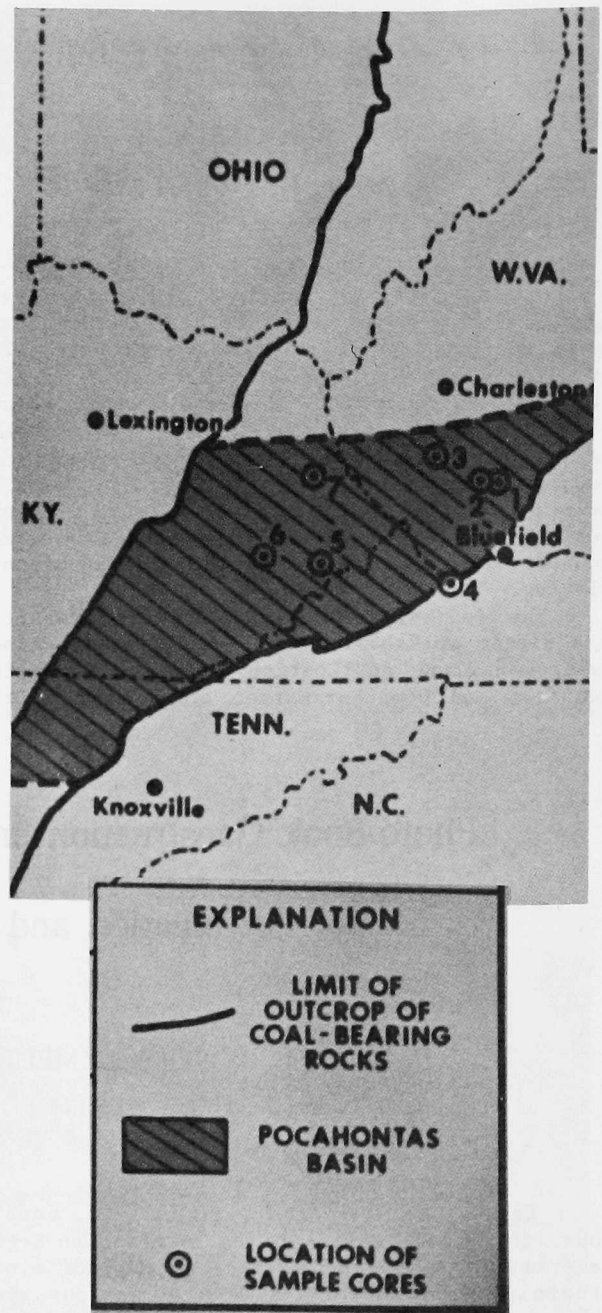 OHIO
W.VA.
Charleston
Lexington
3
7
2
1
KY.
Bluefield
6
5
4
TENN.
Knoxville
N.C.
EXPLANATION
LIMIT OF
OUTCROP OF
COAL-BEARING
ROCKS
POCAHONTAS
BASIN
LOCATION OF
SAMPLE CORES